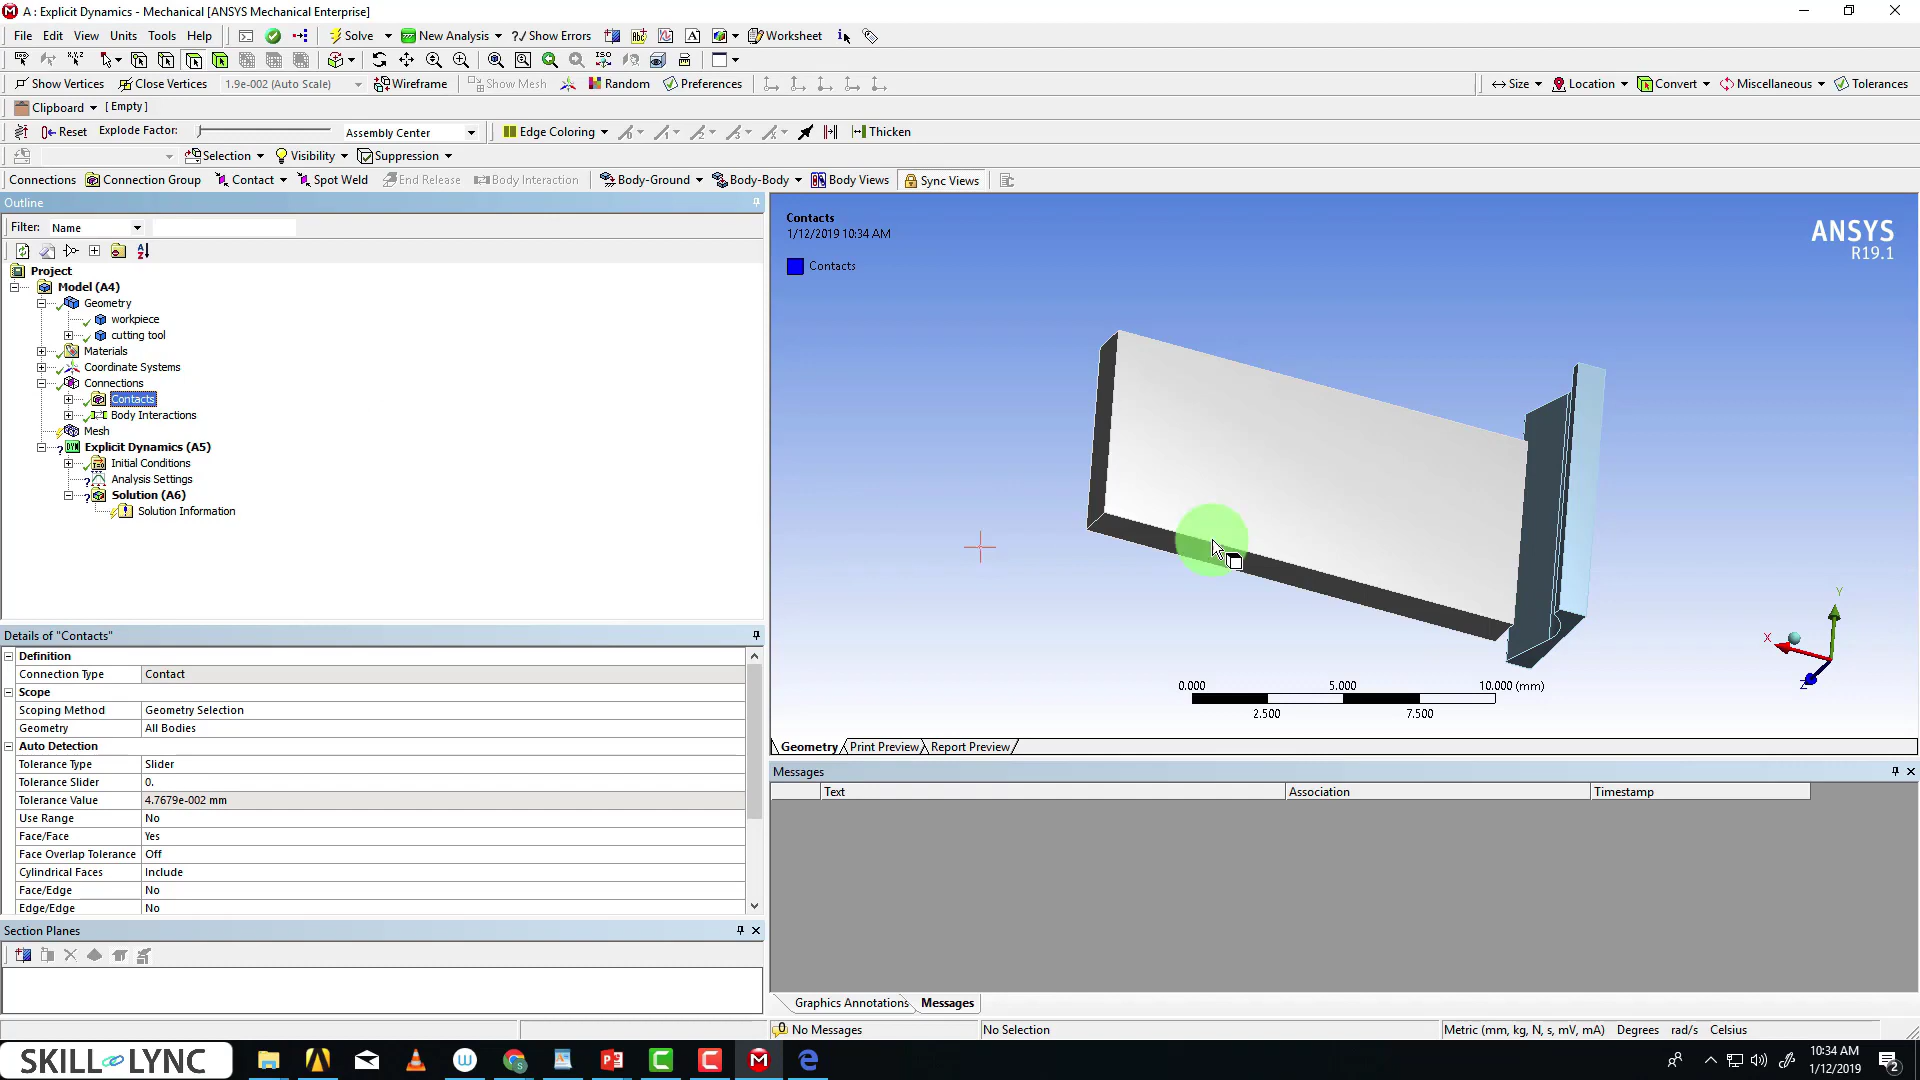 A : Explicit Dynamics - Mechanical [ANSYS Mechanical Enterprise]
File Edit View Units Tools Help Solve New Analysis ?/ Show Errors Worksheet
Show Vertices Close Vertices 1.9e-002 (Auto Scale) Wireframe Show Mesh Random Preferences Size Location Convert Miscellaneous Tolerances
Clipboard [ Empty ]
Reset Explode Factor: Assembly Center Edge Coloring Thicken
Selection Visibility Suppression
Connections Connection Group Contact Spot Weld End Release Body Interaction Body-Ground Body-Body Body Views Sync Views
Outline
Filter: Name
Project
Model (A4)
Geometry
workpiece
cutting tool
Materials
Coordinate Systems
Connections
Contacts
Body Interactions
Mesh
Explicit Dynamics (A5)
Initial Conditions
Analysis Settings
Solution (A6)
Solution Information
Details of "Contacts"
Definition
Connection Type Contact
Scope
Scoping Method Geometry Selection
Geometry All Bodies
Auto Detection
Tolerance Type Slider
Tolerance Slider 0.
Tolerance Value 4.7679e-002 mm
Use Range No
Face/Face Yes
Face Overlap Tolerance Off
Cylindrical Faces Include
Face/Edge No
Edge/Edge No
Section Planes
Contacts
1/12/2019 10:34 AM
Contacts
ANSYS
R19.1
Y
X
Z
0.000 5.000 10.000 (mm)
2.500 7.500
Geometry Print Preview Report Preview
Messages
Text Association Timestamp
Graphics Annotations Messages
No Messages No Selection Metric (mm, kg, N, s, mV, mA) Degrees rad/s Celsius
SKILL LYNC
10:34 AM
1/12/2019
2